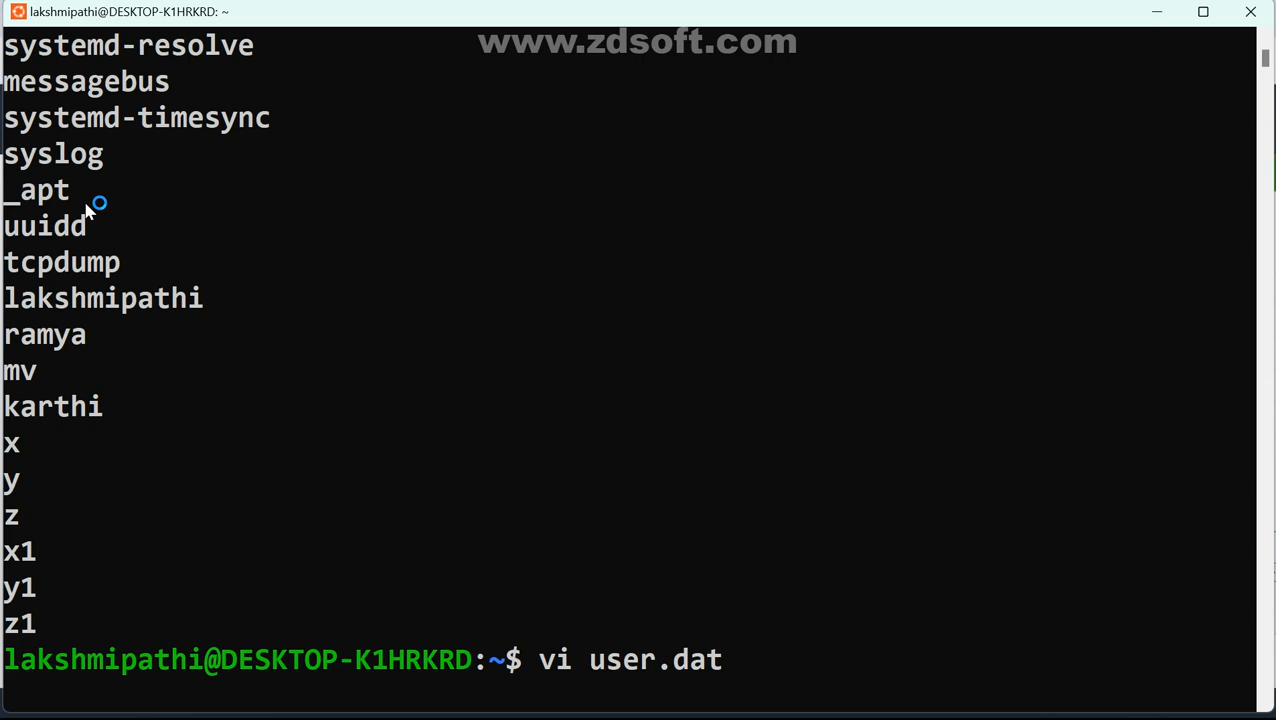 lakshmipathi@DESKTOP-K1HRKRD: ~
www.zdsoft.com
systemd-resolve
messagebus
systemd-timesync
syslog
_apt
uuidd
tcpdump
lakshmipathi
ramya
mv
karthi
x
y
z
x1
y1
z1
lakshmipathi@DESKTOP-K1HRKRD:~$ vi user.dat